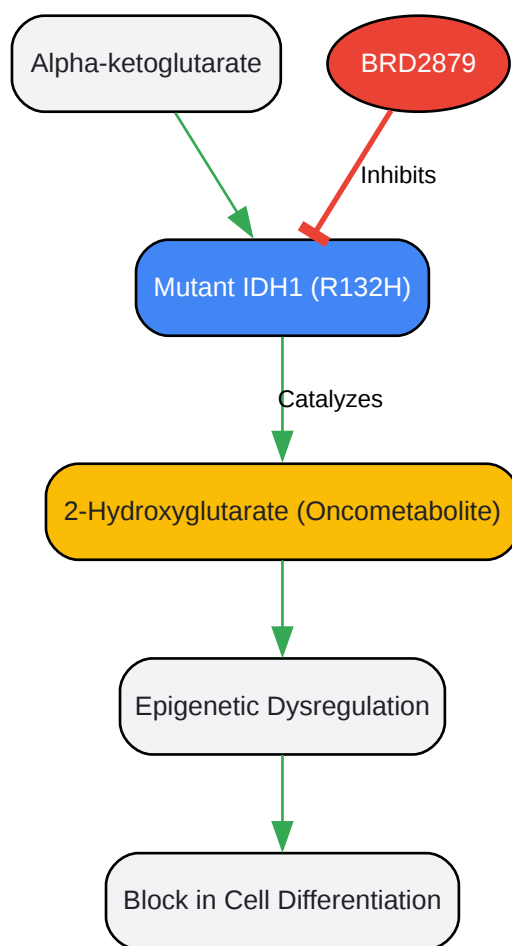 Alpha-ketoglutarate
BRD2879
Inhibits
Mutant IDH1 (R132H)
Catalyzes
2-Hydroxyglutarate (Oncometabolite)
Epigenetic Dysregulation
Block in Cell Differentiation